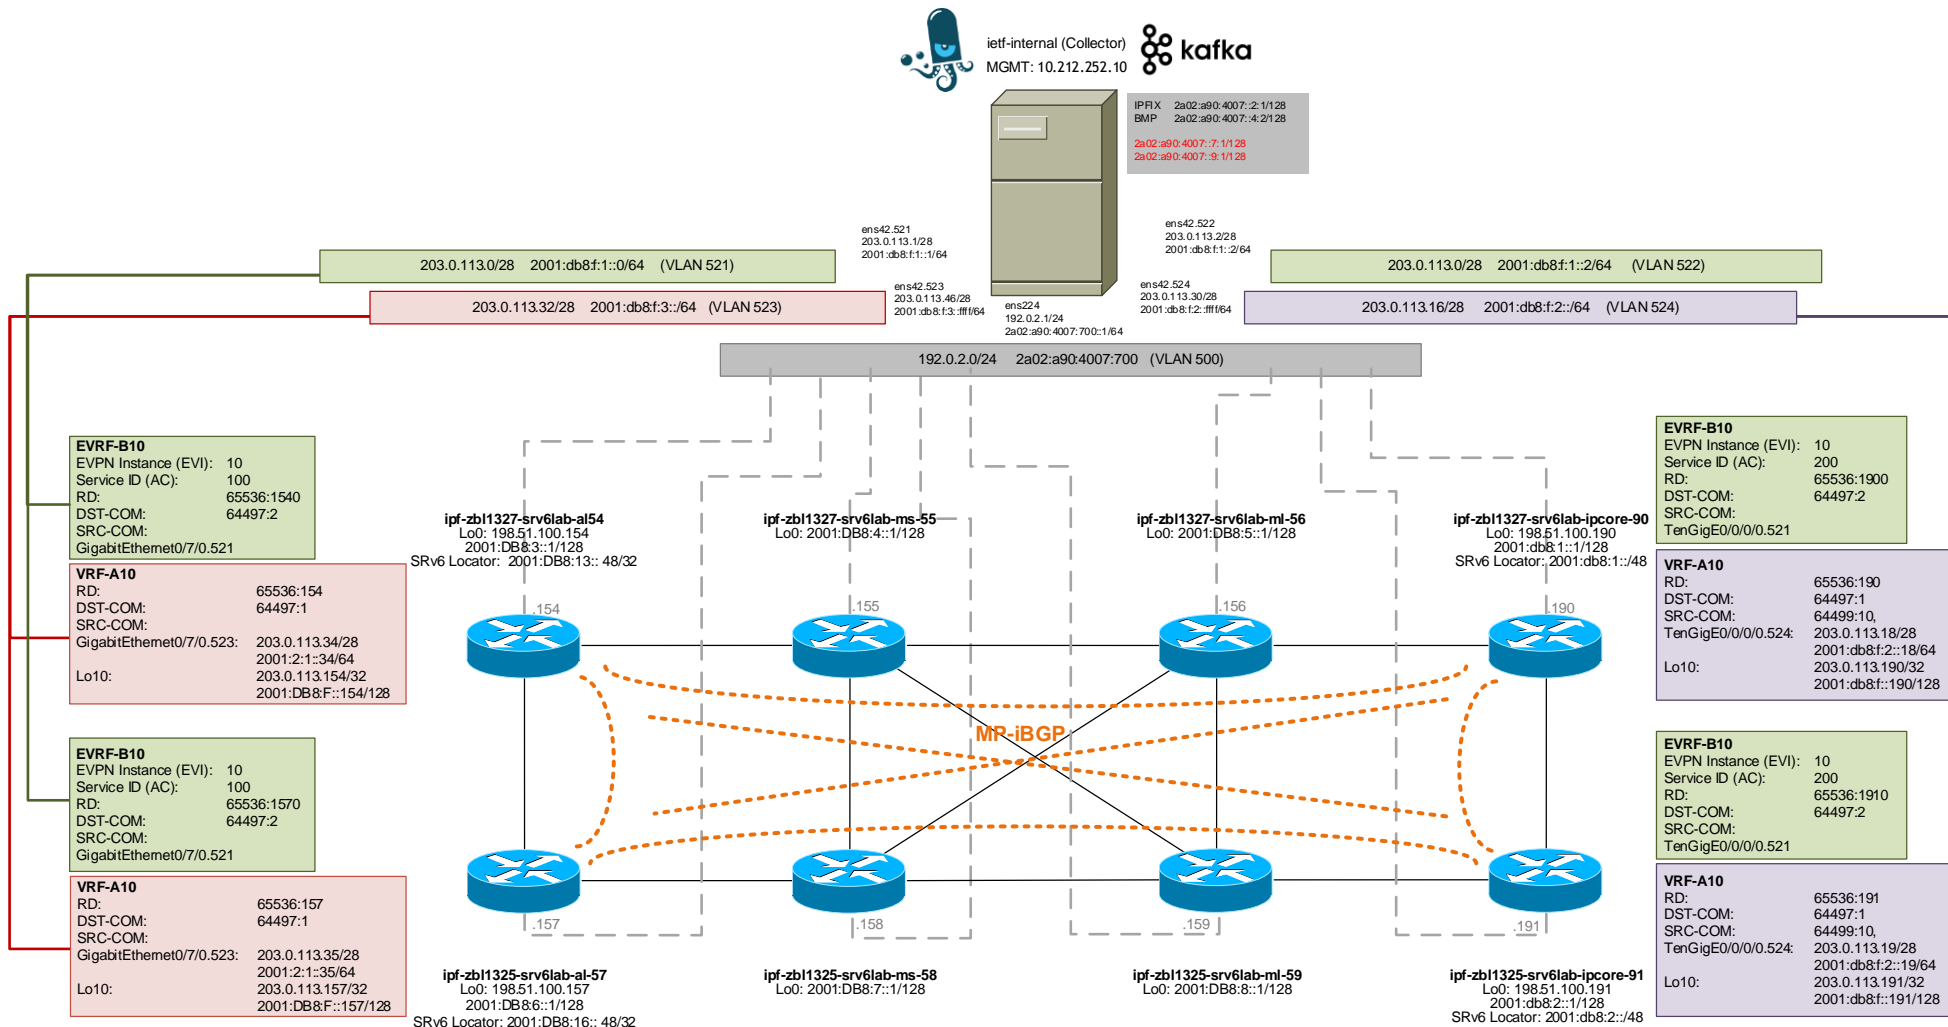 ietf-internal (Collector)
MGMT: 10.212.252.10
kafka
IPFIX 2a02:a90:4007::2:1/128
BMP 2a02:a90:4007::4:2/128
2a02:a90:4007::7:1/128
2a02:a90:4007::9:1/128
ens42.521
203.0.113.1/28
2001:db8:f:1::1/64
ens42.522
203.0.113.2/28
2001:db8:f:1::2/64
203.0.113.0/28 2001:db8:f:1::0/64 (VLAN 521)
203.0.113.0/28 2001:db8:f:1::2/64 (VLAN 522)
ens42.523
203.0.113.46/28
2001:db8:f:3::ffff/64
ens42.524
203.0.113.30/28
2001:db8:f:2::ffff/64
203.0.113.32/28 2001:db8:f:3::/64 (VLAN 523)
203.0.113.16/28 2001:db8:f:2::/64 (VLAN 524)
ens224
192.0.2.1/24
2a02:a90:4007:700::1/64
192.0.2.0/24 2a02:a90:4007:700 (VLAN 500)
EVRF-B10
EVPN Instance (EVI): 10
Service ID (AC): 100
RD: 65536:1540
DST-COM: 64497:2
SRC-COM:
GigabitEthernet0/7/0.521
VRF-A10
RD: 65536:154
DST-COM: 64497:1
SRC-COM:
GigabitEthernet0/7/0.523: 203.0.113.34/28
2001:2:1::34/64
Lo10: 203.0.113.154/32
2001:DB8:F::154/128
ipf-zbl1327-srv6lab-al54
Lo0: 198.51.100.154
2001:DB8:3::1/128
SRv6 Locator: 2001:DB8:13:: 48/32
ipf-zbl1327-srv6lab-ms-55
Lo0: 2001:DB8:4::1/128
ipf-zbl1327-srv6lab-ml-56
Lo0: 2001:DB8:5::1/128
ipf-zbl1327-srv6lab-ipcore-90
Lo0: 198.51.100.190
2001:db8:1::1/128
SRv6 Locator: 2001:db8:1::/48
EVRF-B10
EVPN Instance (EVI): 10
Service ID (AC): 200
RD: 65536:1900
DST-COM: 64497:2
SRC-COM:
TenGigE0/0/0/0.521
VRF-A10
RD: 65536:190
DST-COM: 64497:1
SRC-COM: 64499:10,
TenGigE0/0/0/0.524: 203.0.113.18/28
2001:db8:f:2::18/64
Lo10: 203.0.113.190/32
2001:db8:f::190/128
.154
.155
.156
.190
MP-iBGP
EVRF-B10
EVPN Instance (EVI): 10
Service ID (AC): 100
RD: 65536:1570
DST-COM: 64497:2
SRC-COM:
GigabitEthernet0/7/0.521
VRF-A10
RD: 65536:157
DST-COM: 64497:1
SRC-COM:
GigabitEthernet0/7/0.523: 203.0.113.35/28
2001:2:1::35/64
Lo10: 203.0.113.157/32
2001:DB8:F::157/128
EVRF-B10
EVPN Instance (EVI): 10
Service ID (AC): 200
RD: 65536:1910
DST-COM: 64497:2
SRC-COM:
TenGigE0/0/0/0.521
VRF-A10
RD: 65536:191
DST-COM: 64497:1
SRC-COM: 64499:10,
TenGigE0/0/0/0.524: 203.0.113.19/28
2001:db8:f:2::19/64
Lo10: 203.0.113.191/32
2001:db8:f::191/128
.157
.158
.159
.191
ipf-zbl1325-srv6lab-al-57
Lo0: 198.51.100.157
2001:DB8:6::1/128
SRv6 Locator: 2001:DB8:16:: 48/32
ipf-zbl1325-srv6lab-ms-58
Lo0: 2001:DB8:7::1/128
ipf-zbl1325-srv6lab-ml-59
Lo0: 2001:DB8:8::1/128
ipf-zbl1325-srv6lab-ipcore-91
Lo0: 198.51.100.191
2001:db8:2::1/128
SRv6 Locator: 2001:db8:2::/48